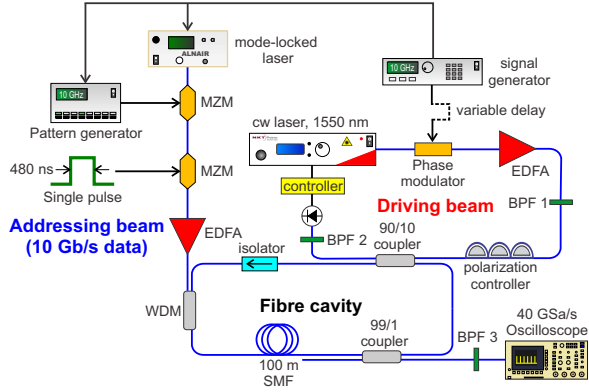 mode-locked
laser
ALNAIR
signal
generator
10 GHz
10 GHz
MZM
Pattern generator
variable delay
cw laser, 1550 nm
Phase
modulator
EDFA
480 ns
MZM
Single pulse
controller
BPF 1
Driving beam
Addressing beam
(10 Gb/s data)
EDFA
BPF 2
90/10
coupler
polarization
controller
isolator
WDM
Fibre cavity
99/1
coupler
40 GSa/s
Oscilloscope
BPF 3
100 m
SMF